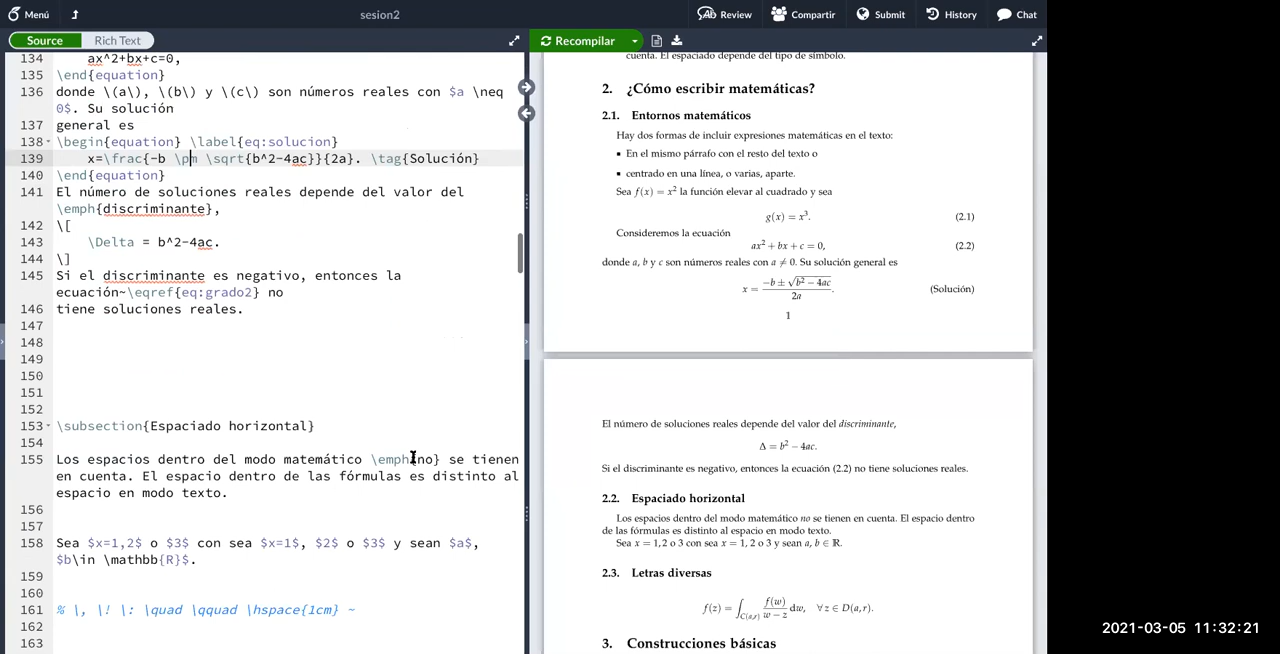 Menú
sesion2
Review
Compartir
Submit
History
Chat
Source
Rich Text
Recompilar
134 ax^2+bx+c=0,
135 \end{equation}
136 donde \(a\), \(b\) y \(c\) son números reales con $a \neq
0$. Su solución
137 general es
138 \begin{equation} \label{eq:solucion}
139 x=\frac{-b \pm \sqrt{b^2-4ac}}{2a}. \tag{Solución}
140 \end{equation}
141 El número de soluciones reales depende del valor del
\emph{discriminante},
142 \[
143 \Delta = b^2-4ac.
144 \]
145 Si el discriminante es negativo, entonces la
ecuación~\eqref{eq:grado2} no
146 tiene soluciones reales.
147
148
149
150
151
152
153 \subsection{Espaciado horizontal}
154
155 Los espacios dentro del modo matemático \emph{no} se tienen
en cuenta. El espacio dentro de las fórmulas es distinto al
espacio en modo texto.
156
157
158 Sea $x=1,2$ o $3$ con sea $x=1$, $2$ o $3$ y sean $a$,
$b\in \mathbb{R}$.
159
160
161 % \, \! \: \quad \qquad \hspace{1cm} ~
162
163
cuenta. El espaciado depende del tipo de símbolo.
2. ¿Cómo escribir matemáticas?
2.1. Entornos matemáticos
Hay dos formas de incluir expresiones matemáticas en el texto:
▪ En el mismo párrafo con el resto del texto o
▪ centrado en una línea, o varias, aparte.
Sea f(x) = x² la función elevar al cuadrado y sea
g(x) = x³. (2.1)
Consideremos la ecuación
ax² + bx + c = 0, (2.2)
donde a, b y c son números reales con a ≠ 0. Su solución general es
x = (−b ± √(b² − 4ac))/2a. (Solución)
1
El número de soluciones reales depende del valor del discriminante,
Δ = b² − 4ac.
Si el discriminante es negativo, entonces la ecuación (2.2) no tiene soluciones reales.
2.2. Espaciado horizontal
Los espacios dentro del modo matemático no se tienen en cuenta. El espacio dentro
de las fórmulas es distinto al espacio en modo texto.
Sea x = 1,2 o 3 con sea x = 1, 2 o 3 y sean a, b ∈ ℝ.
2.3. Letras diversas
f(z) = ∫_{C(a,r)} f(w)/(w − z) dw, ∀ z ∈ D(a, r).
3. Construcciones básicas
2021-03-05 11:32:21